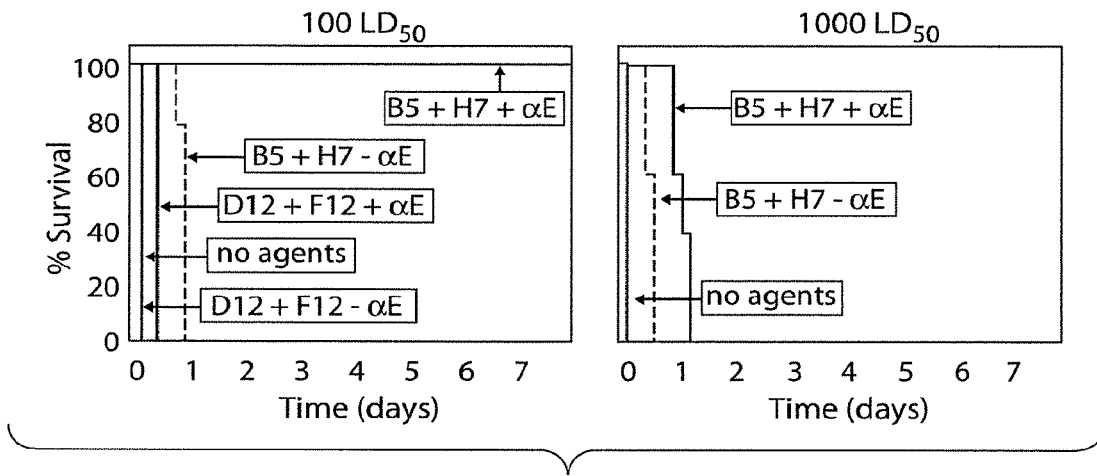 100 LD50
100
80
60
40
20
0
% Survival
B5 + H7 + αE
B5 + H7 - αE
D12 + F12 + αE
no agents
D12 + F12 - αE
0 1 2 3 4 5 6 7
Time (days)
1000 LD50
B5 + H7 + αE
B5 + H7 - αE
no agents
0 1 2 3 4 5 6 7
Time (days)